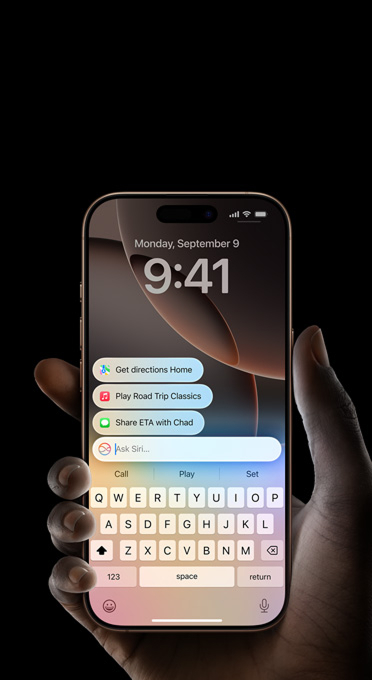 Monday, September 9
9:41
Get directions Home
Play Road Trip Classics
Share ETA with Chad
Ask Siri...
Call Play Set
Q W E R T Y U I O P
A S D F G H J K L
Z X C V B N M
123 space return